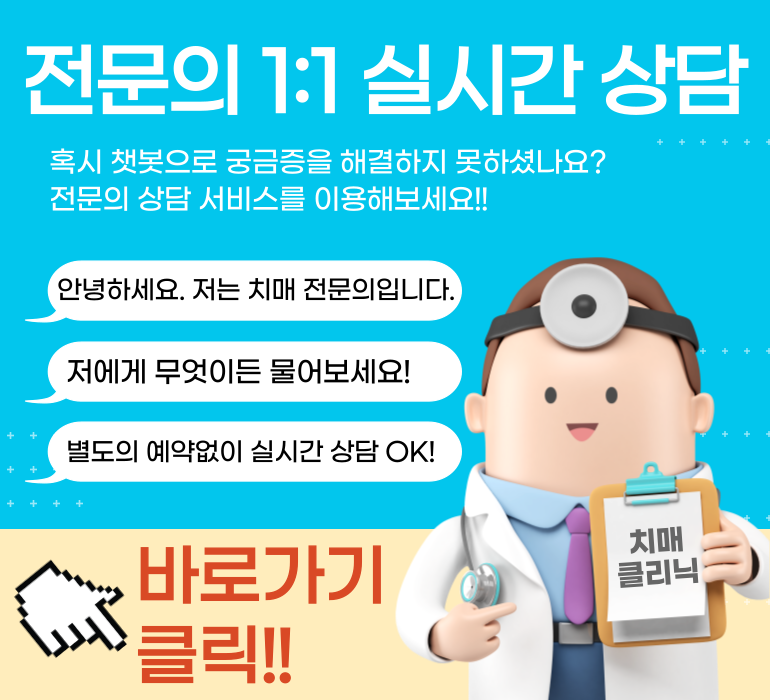 전문의 1:1 실시간 상담
혹시 챗봇으로 궁금증을 해결하지 못하셨나요?
전문의 상담 서비스를 이용해보세요!!
안녕하세요. 저는 치매 전문의입니다.
저에게 무엇이든 물어보세요!
별도의 예약없이 실시간 상담 OK!
치매
클리닉
바로가기
클릭!!